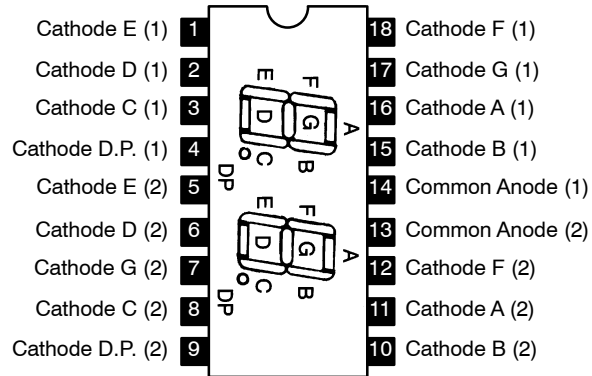 Cathode E (1) 1 18 Cathode F (1)
Cathode D (1) 2 17 Cathode G (1)
Cathode C (1) 3 16 Cathode A (1)
Cathode D.P. (1) 4 15 Cathode B (1)
Cathode E (2) 5 14 Common Anode (1)
Cathode D (2) 6 13 Common Anode (2)
Cathode G (2) 7 12 Cathode F (2)
Cathode C (2) 8 11 Cathode A (2)
Cathode D.P. (2) 9 10 Cathode B (2)
E F
D G A
C B
DP
E F
D G A
C B
DP